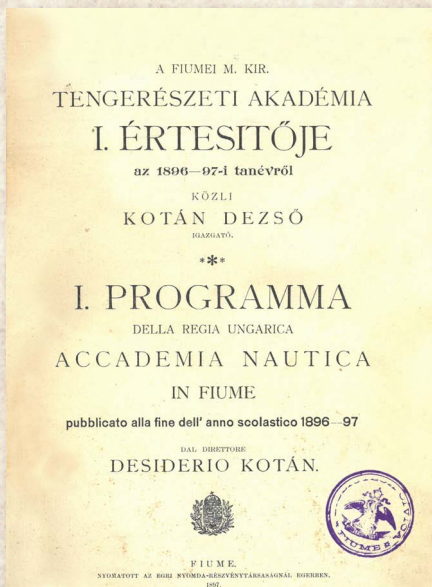 A FIUMEI M. KIR.
TENGERÉSZETI AKADÉMIA
I. ÉRTESITŐJE
az 1896—97-i tanévről
KÖZLI
KOTÁN DEZSŐ
IGAZGATÓ.
***
I. PROGRAMMA
DELLA REGIA UNGARICA
ACCADEMIA NAUTICA
IN FIUME
pubblicato alla fine dell' anno scolastico 1896—97
DAL DIRETTORE
DESIDERIO KOTÁN.
FIUME.
NYOMATOTT AZ EGRI NYOMDA-RÉSZVÉNYTÁRSASÁGNÁL EGERBEN.
1897.
CIVICA
FIUME